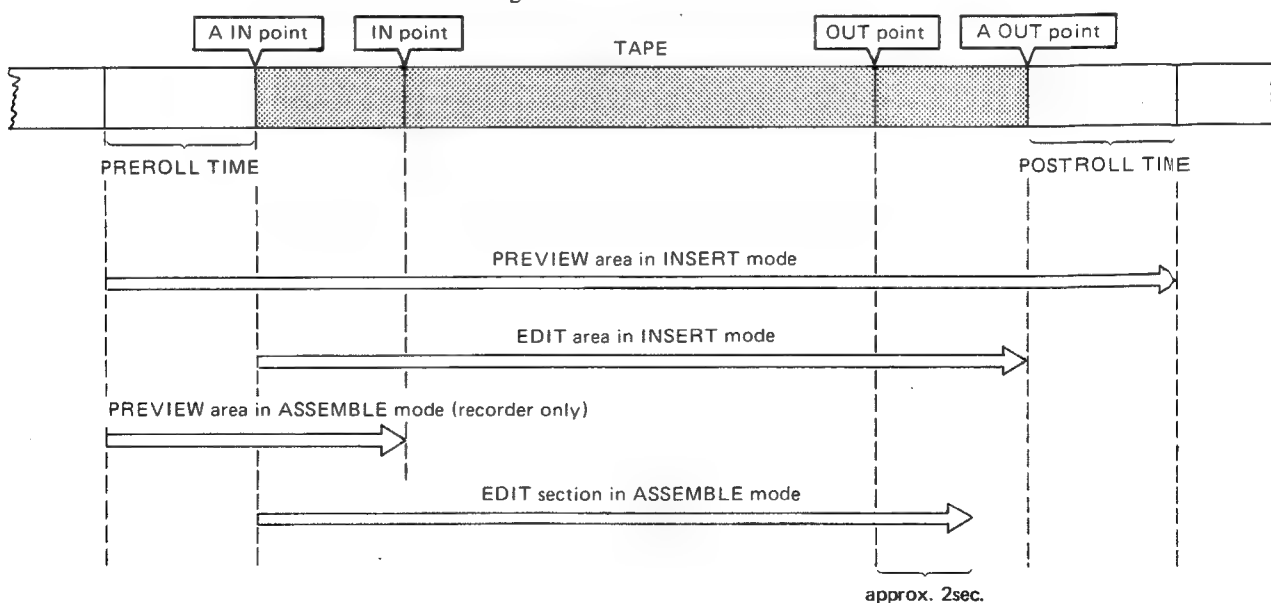 A IN point
IN point
TAPE
OUT point
A OUT point
PREROLL TIME
POSTROLL TIME
PREVIEW area in INSERT mode
EDIT area in INSERT mode
PREVIEW area in ASSEMBLE mode (recorder only)
EDIT section in ASSEMBLE mode
approx. 2sec.